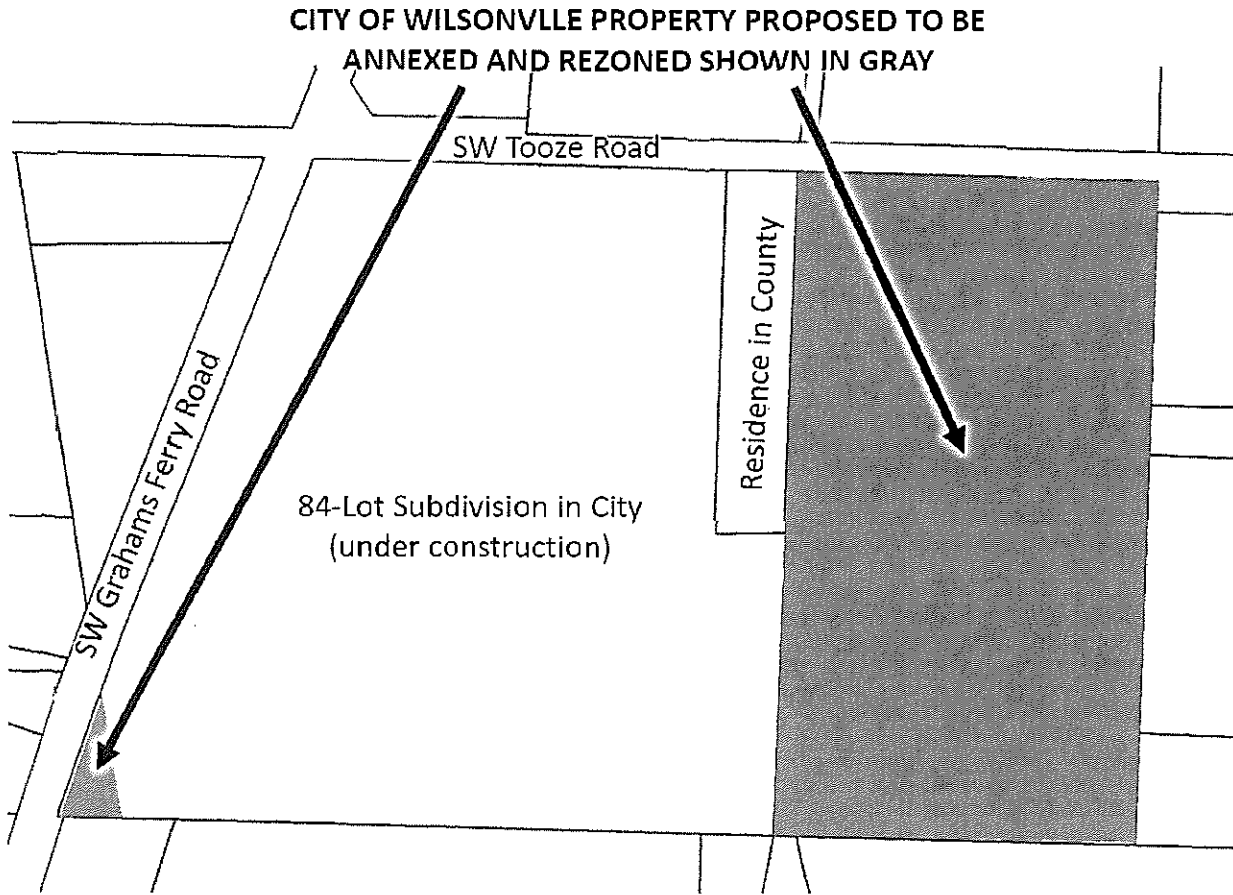 CITY OF WILSONVLLE PROPERTY PROPOSED TO BE
ANNEXED AND REZONED SHOWN IN GRAY
SW Tooze Road
Residence in County
SW Grahams Ferry Road
84-Lot Subdivision in City
(under construction)